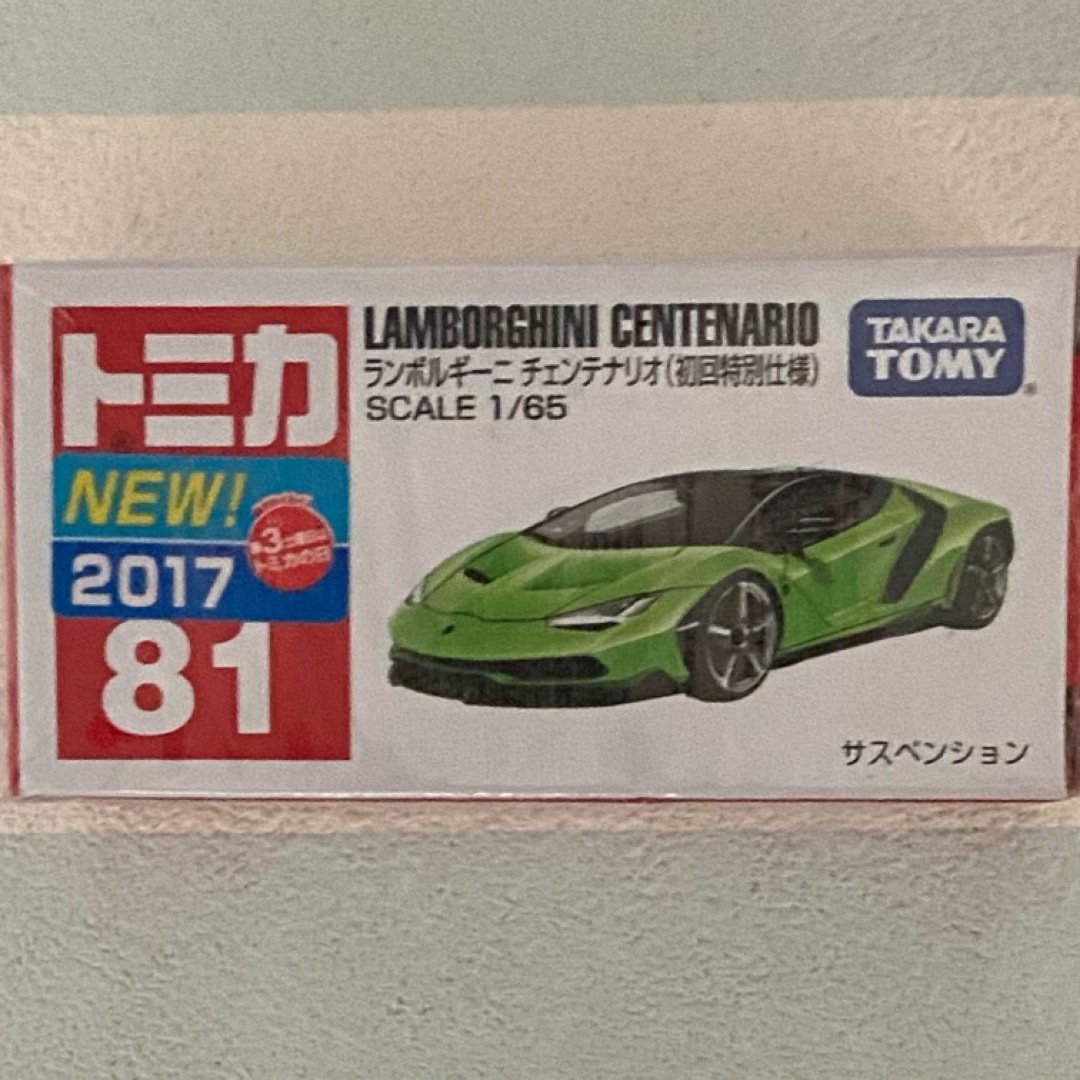 トミカ
NEW!
2017
81
LAMBORGHINI CENTENARIO
ランボルギーニ チェンテナリオ(初回特別仕様)
SCALE 1/65
TAKARA
TOMY
サスペンション